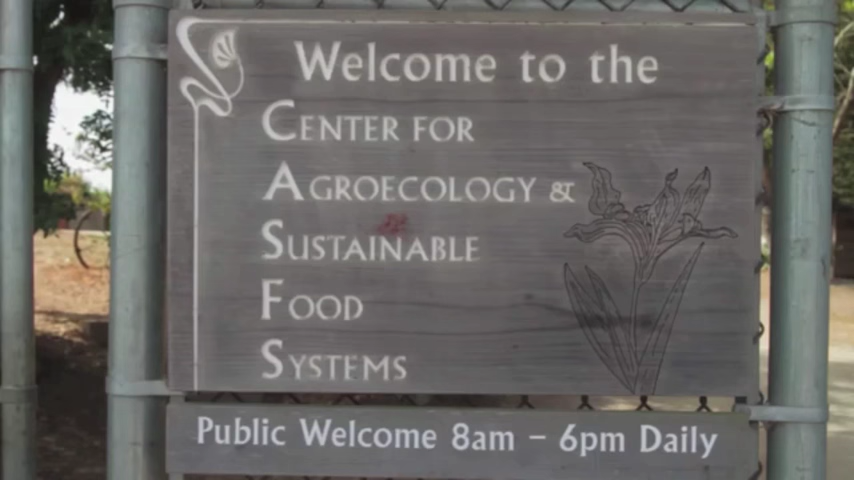 Welcome to the
CENTER FOR
AGROECOLOGY &
SUSTAINABLE
FOOD
SYSTEMS
Public Welcome 8am – 6pm Daily